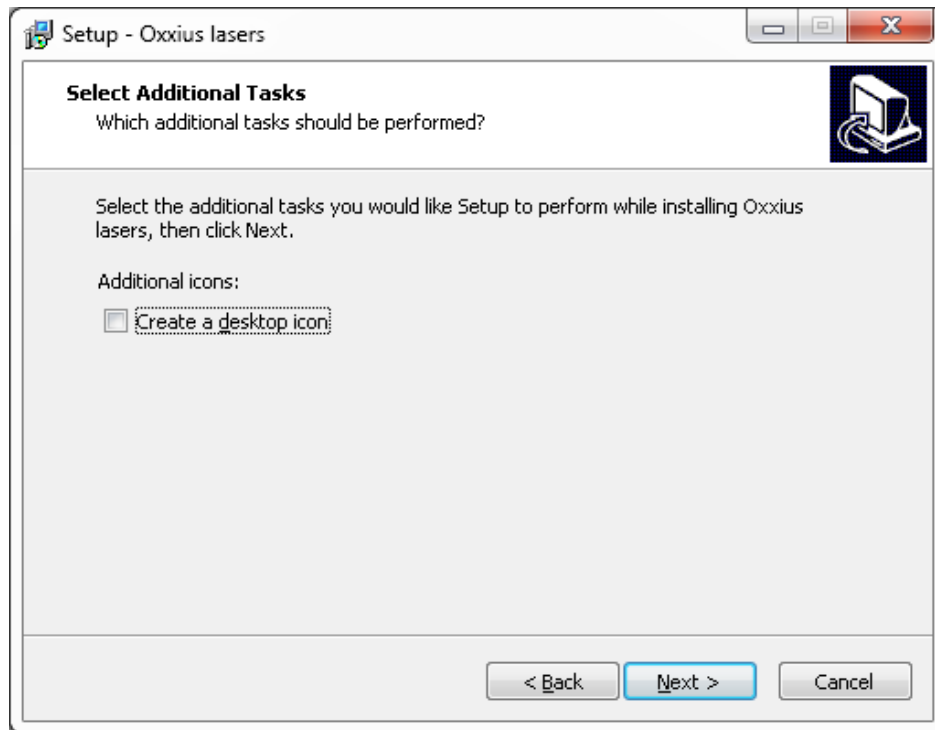 Setup - Oxxius lasers
Select Additional Tasks
Which additional tasks should be performed?
Select the additional tasks you would like Setup to perform while installing Oxxius
lasers, then click Next.
Additional icons:
Create a desktop icon
< Back Next > Cancel